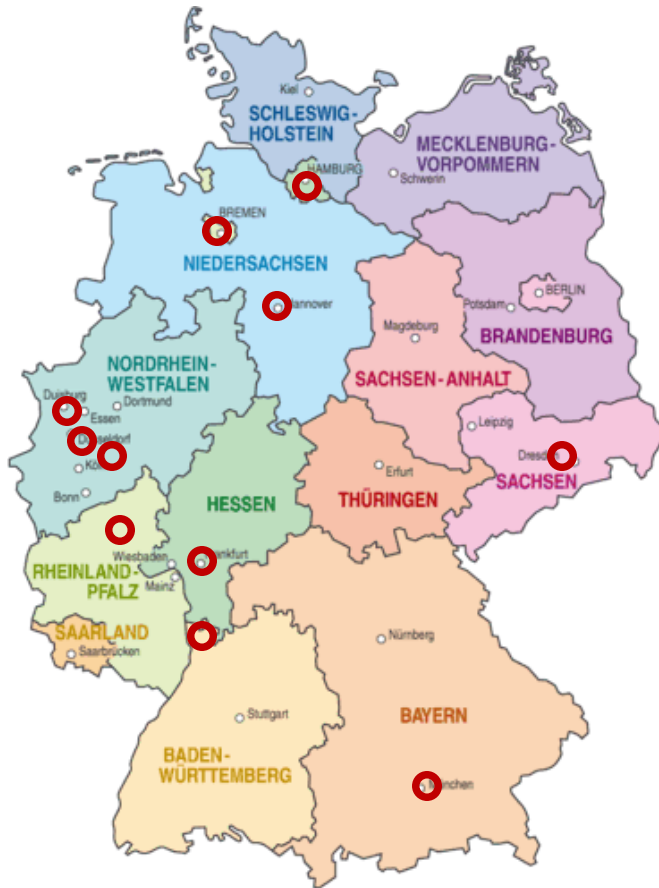 Kiel
SCHLESWIG-
HOLSTEIN
MECKLENBURG-
VORPOMMERN
HAMBURG
Schwerin
BREMEN
NIEDERSACHSEN
BERLIN
Potsdam
Magdeburg
BRANDENBURG
NORDRHEIN-
WESTFALEN
SACHSEN-ANHALT
Duisburg
Dortmund
Essen
Leipzig
Dresden
SACHSEN
Bonn
Erfurt
HESSEN
THÜRINGEN
Wiesbaden
RHEINLAND-
PFALZ
Mainz
SAARLAND
Saarbrücken
Nürnberg
Stuttgart
BAYERN
BADEN-
WÜRTTEMBERG